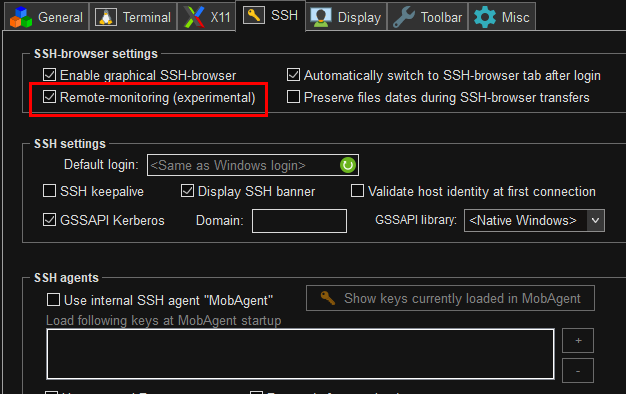 General Terminal X11 SSH Display Toolbar Misc
SSH-browser settings
Enable graphical SSH-browser Automatically switch to SSH-browser tab after login
Remote-monitoring (experimental) Preserve files dates during SSH-browser transfers
SSH settings
Default login: <Same as Windows login>
SSH keepalive Display SSH banner Validate host identity at first connection
GSSAPI Kerberos Domain: GSSAPI library: <Native Windows>
SSH agents
Use internal SSH agent "MobAgent" Show keys currently loaded in MobAgent
Load following keys at MobAgent startup
+
-